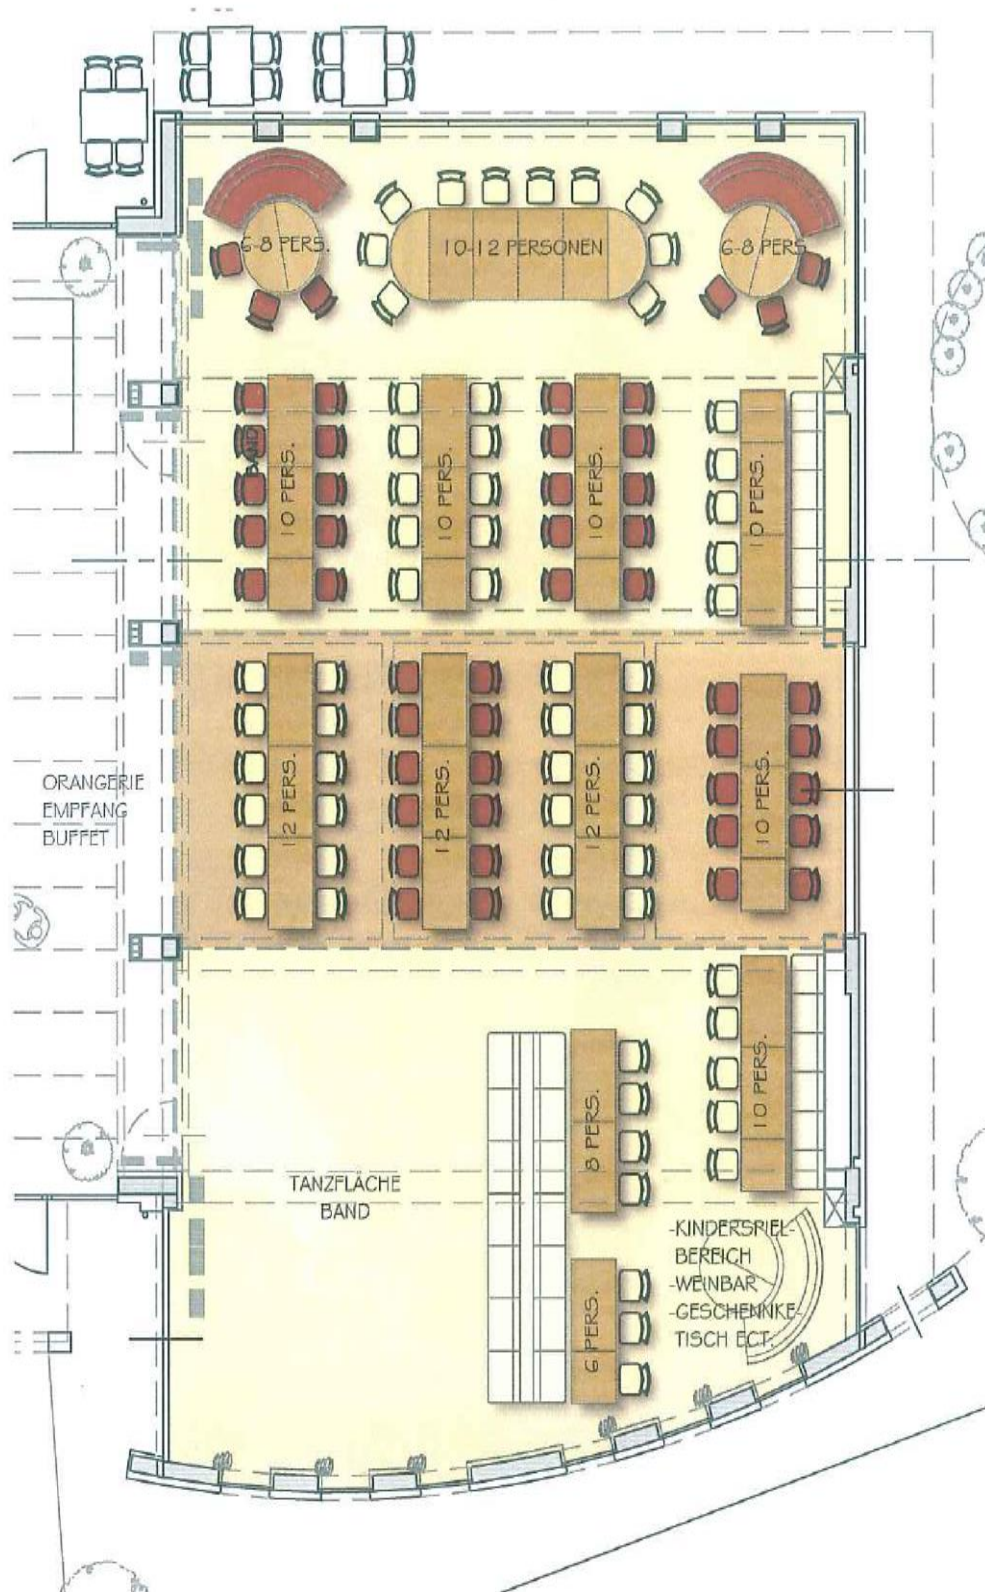 6-8 PERS.
10-12 PERSONEN
6-8 PERS.
BAND
10 PERS.
10 PERS.
10 PERS.
10 PERS.
12 PERS.
12 PERS.
12 PERS.
10 PERS.
ORANGERIE
EMPFANG
BUFFET
8 PERS.
10 PERS.
TANZFLÄCHE
BAND
6 PERS.
-KINDERSPIEL-
BEREICH
-WEINBAR
-GESCHENNKE-
TISCH ECT.